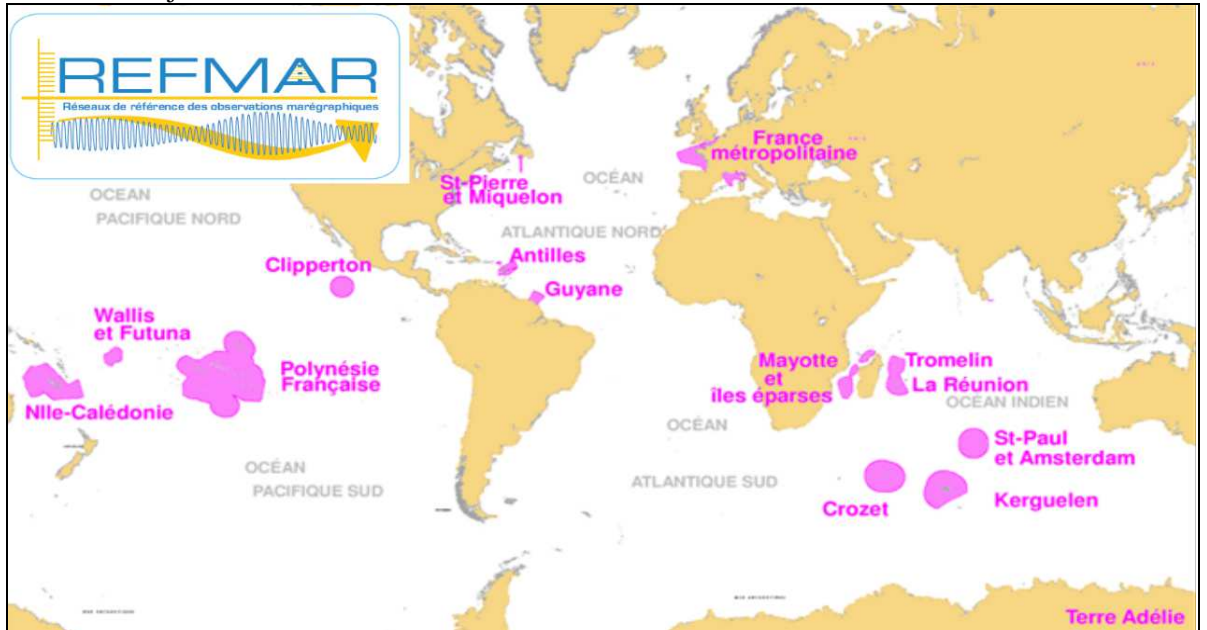 REFMAR
Réseaux de référence des observations marégraphiques
France
métropolitaine
St-Pierre
et Miquelon
OCÉAN
ATLANTIQUE NORD
OCEAN
PACIFIQUE NORD
Clipperton
Antilles
Guyane
Wallis
et Futuna
Polynésie
Française
Nlle-Calédonie
Mayotte
et
îles éparses
Tromelin
La Réunion
OCÉAN INDIEN
OCÉAN
ATLANTIQUE SUD
OCÉAN
PACIFIQUE SUD
St-Paul
et Amsterdam
Crozet
Kerguelen
Terre Adélie